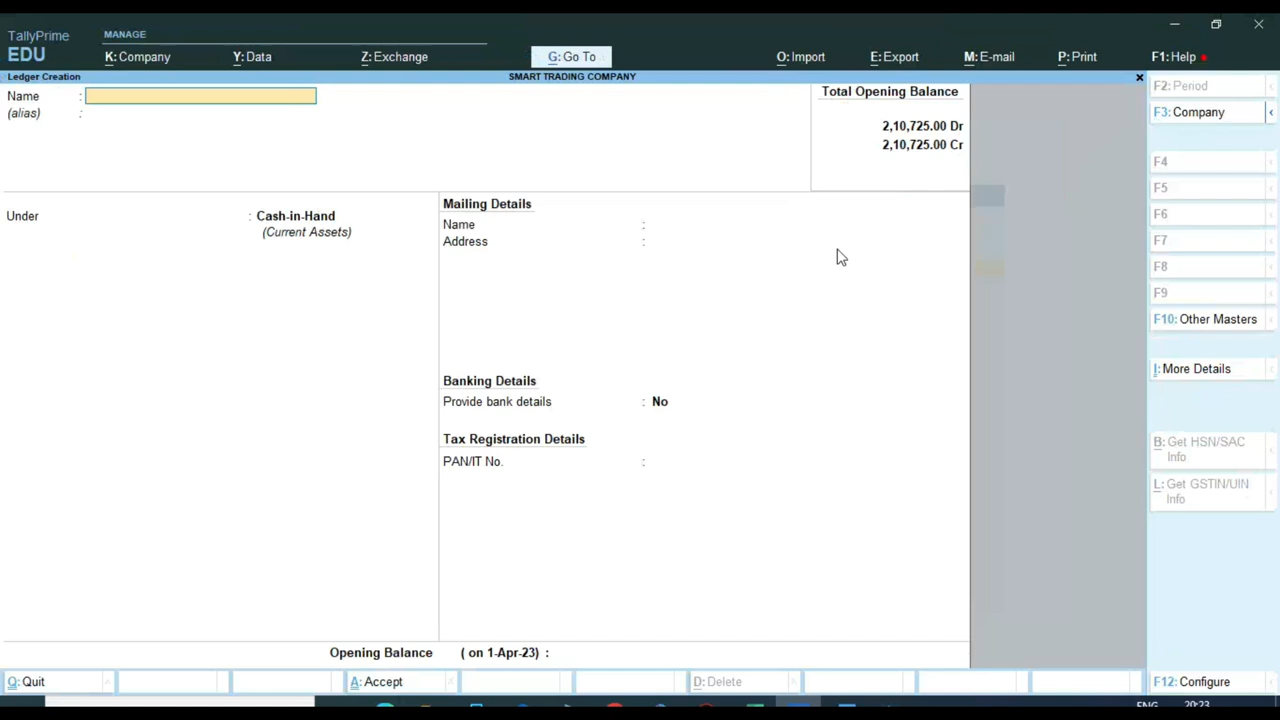 TallyPrime
EDU
MANAGE
K: Company
Y: Data
Z: Exchange
G: Go To
O: Import
E: Export
M: E-mail
P: Print
F1: Help
Ledger Creation
SMART TRADING COMPANY
Name :
(alias) :
Total Opening Balance
2,10,725.00 Dr
2,10,725.00 Cr
Under : Cash-in-Hand
(Current Assets)
Mailing Details
Name :
Address :
Banking Details
Provide bank details : No
Tax Registration Details
PAN/IT No. :
Opening Balance ( on 1-Apr-23) :
F2: Period
F3: Company
F4
F5
F6
F7
F8
F9
F10: Other Masters
I: More Details
B: Get HSN/SAC
Info
L: Get GSTIN/UIN
Info
Q: Quit
A: Accept
D: Delete
F12: Configure
ENG
20:23